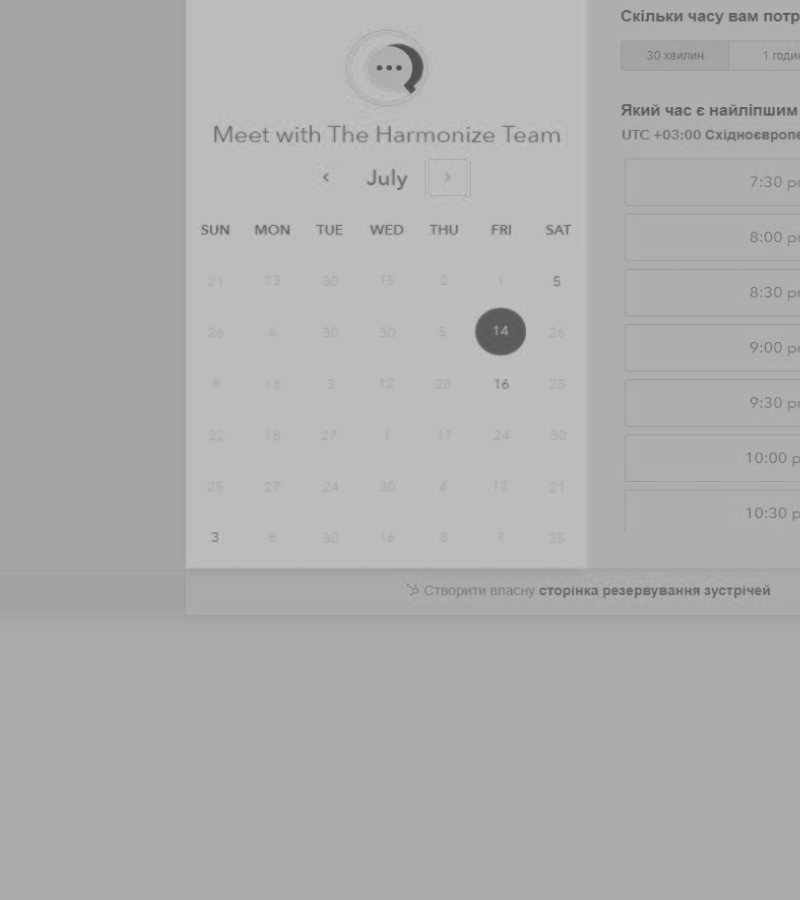 Meet with The Harmonize Team
July
SUN MON TUE WED THU FRI SAT
21 13 30 15 2 1 5
26 4 30 30 5 14 26
8 18 3 12 28 16 28
22 18 27 1 17 24 30
25 27 24 30 4 12 21
3 6 30 16 8 7 25
Скільки часу вам
30 хвилин 1
Який час є найліпшим
UTC +03:00
7:30
8:00
8:30
9:00
9:30
10:00
10:30
Створити власну сторінка резервування зустрічей